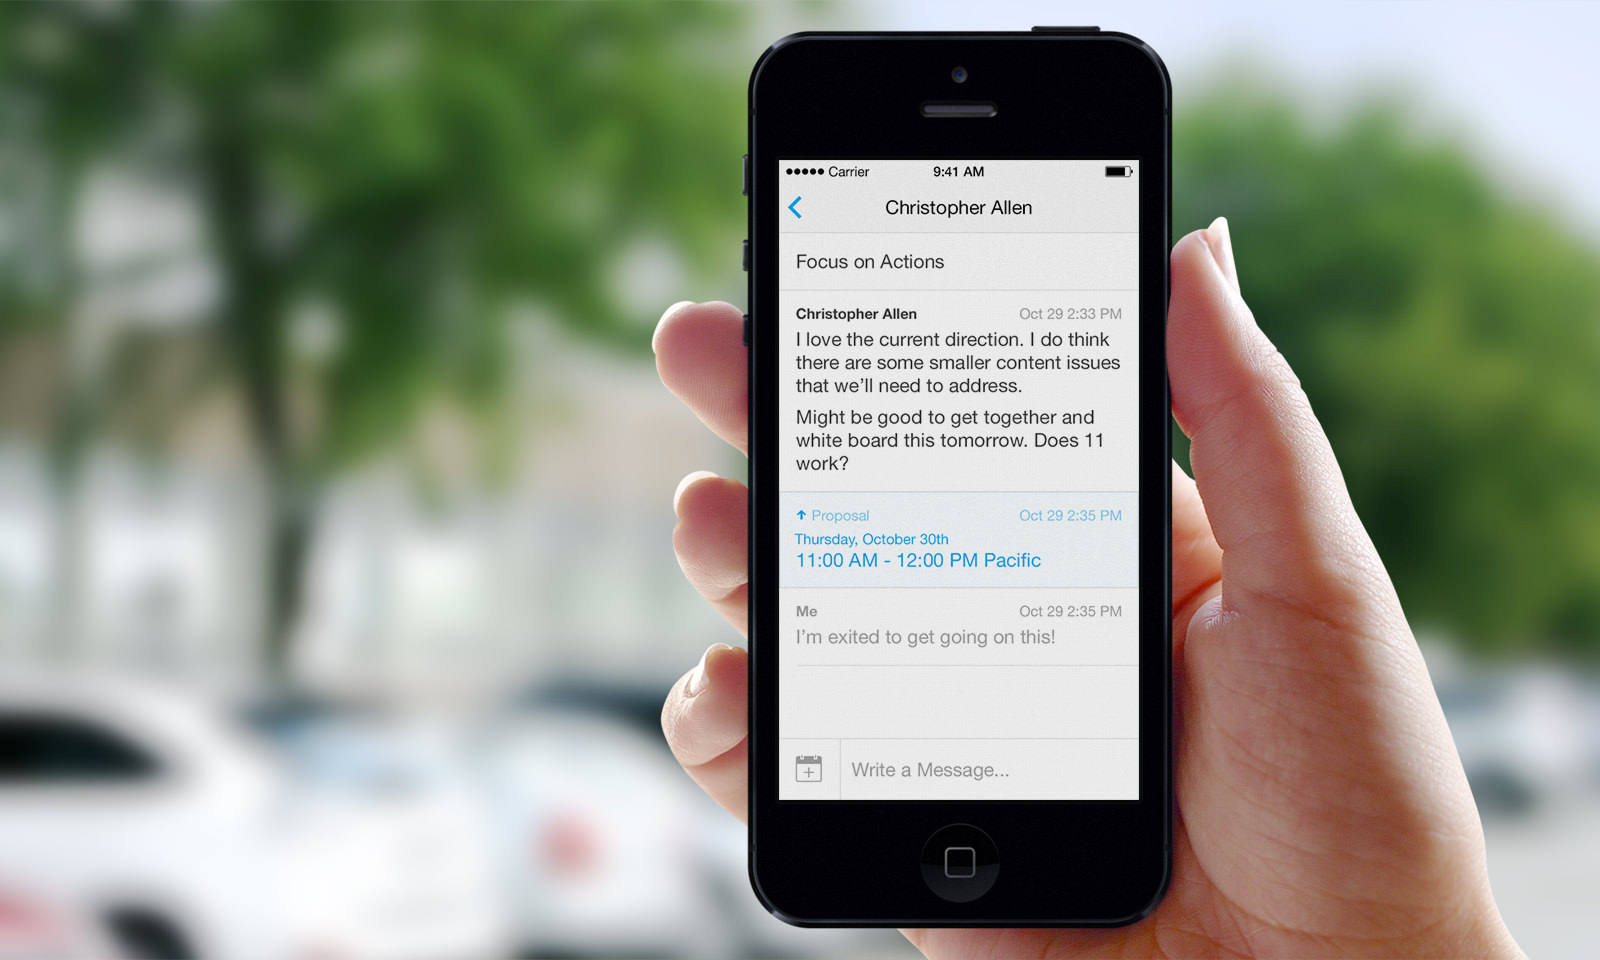 Carrier 9:41 AM
Christopher Allen
Focus on Actions
Christopher Allen Oct 29 2:33 PM
I love the current direction. I do think
there are some smaller content issues
that we’ll need to address.
Might be good to get together and
white board this tomorrow. Does 11
work?
Proposal Oct 29 2:35 PM
Thursday, October 30th
11:00 AM - 12:00 PM Pacific
Me Oct 29 2:35 PM
I’m exited to get going on this!
Write a Message...